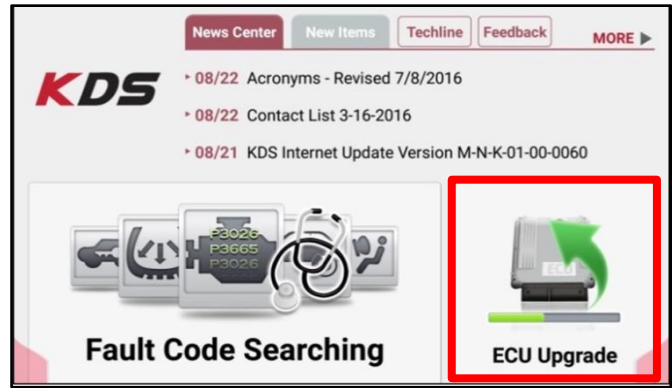 News Center New Items Techline Feedback MORE
KDS
08/22 Acronyms - Revised 7/8/2016
08/22 Contact List 3-16-2016
08/21 KDS Internet Update Version M-N-K-01-00-0060
P3026
P3665
P3026
ECU
Fault Code Searching
ECU Upgrade